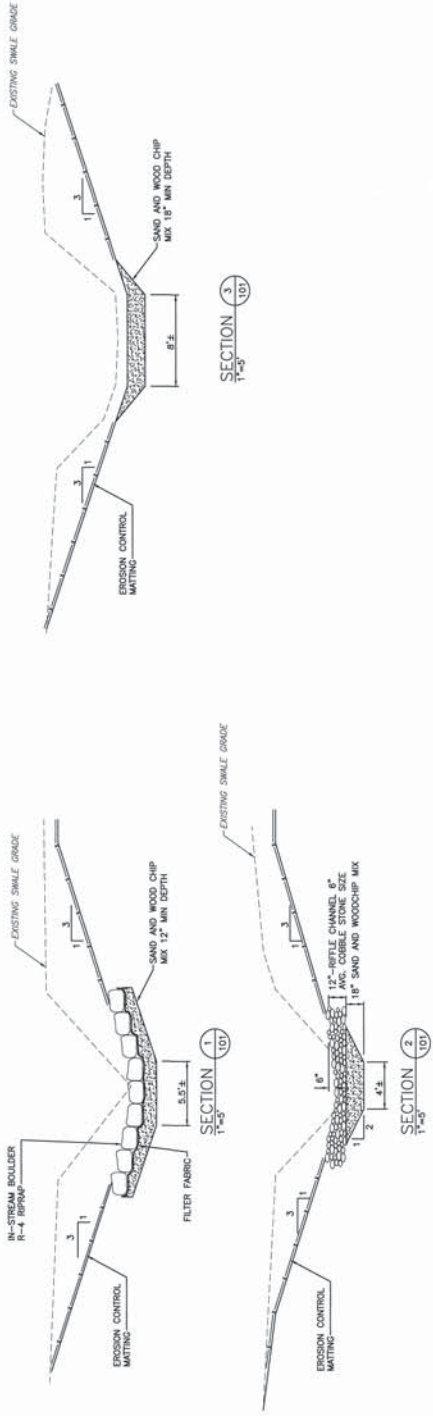 IN-STREAM BOULDER
R-4 RIPRAP
EXISTING SWALE GRADE
3
1
3
1
EROSION CONTROL
MATTING
FILTER FABRIC
5.5'±
SAND AND WOOD CHIP
MIX 12" MIN DEPTH
SECTION 1
1"=5' 101
EXISTING SWALE GRADE
3
1
3
1
EROSION CONTROL
MATTING
8'±
SAND AND WOOD CHIP
MIX 18" MIN DEPTH
SECTION 3
1"=5' 101
EXISTING SWALE GRADE
3
1
3
1
EROSION CONTROL
MATTING
6"
12"-RIFFLE CHANNEL 6"
AVG. COBBLE STONE SIZE
18" SAND AND WOODCHIP MIX
1
2
4'±
SECTION 2
1"=5' 101